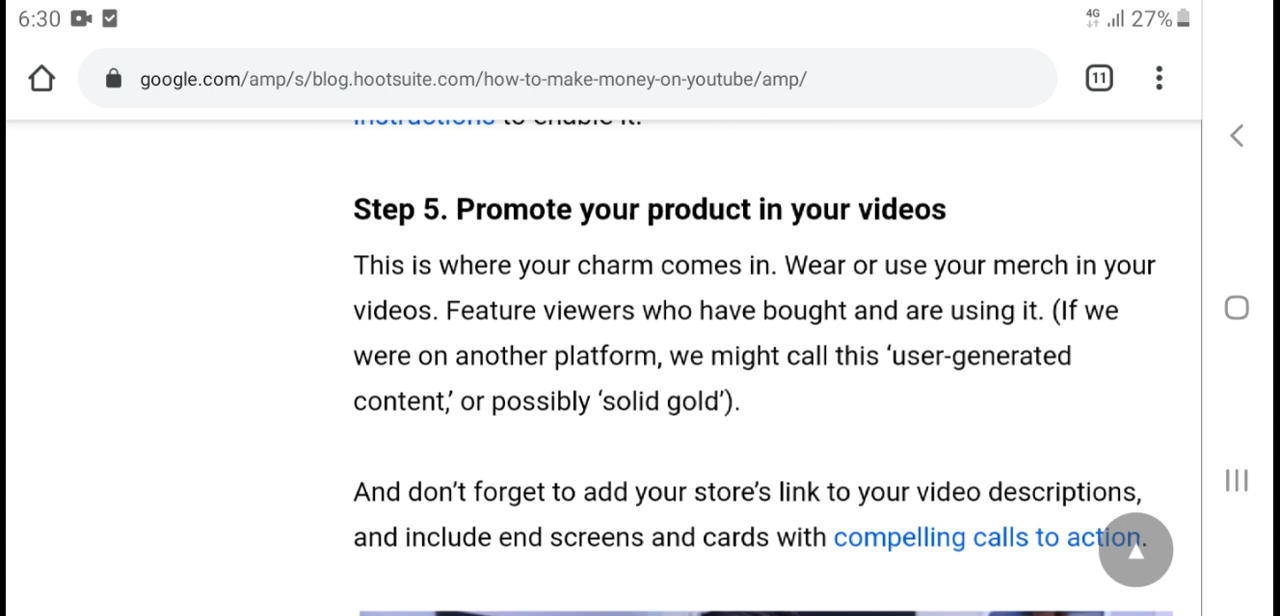 6:30
4G
27%
google.com/amp/s/blog.hootsuite.com/how-to-make-money-on-youtube/amp/
11
instructions to enable it.
Step 5. Promote your product in your videos
This is where your charm comes in. Wear or use your merch in your
videos. Feature viewers who have bought and are using it. (If we
were on another platform, we might call this ‘user-generated
content,’ or possibly ‘solid gold’).
And don’t forget to add your store’s link to your video descriptions,
and include end screens and cards with compelling calls to action.